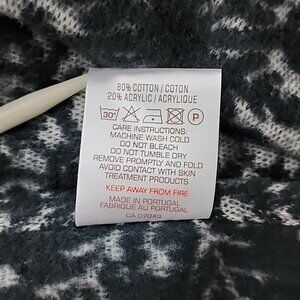 80% COTTON / COTON
20% ACRYLIC / ACRYLIQUE
30°
P
CARE INSTRUCTIONS:
MACHINE WASH COLD
DO NOT BLEACH
DO NOT TUMBLE DRY
REMOVE PROMPTLY AND FOLD
AVOID CONTACT WITH SKIN
TREATMENT PRODUCTS
KEEP AWAY FROM FIRE
MADE IN PORTUGAL
FABRIQUÉ AU PORTUGAL
CA 07049